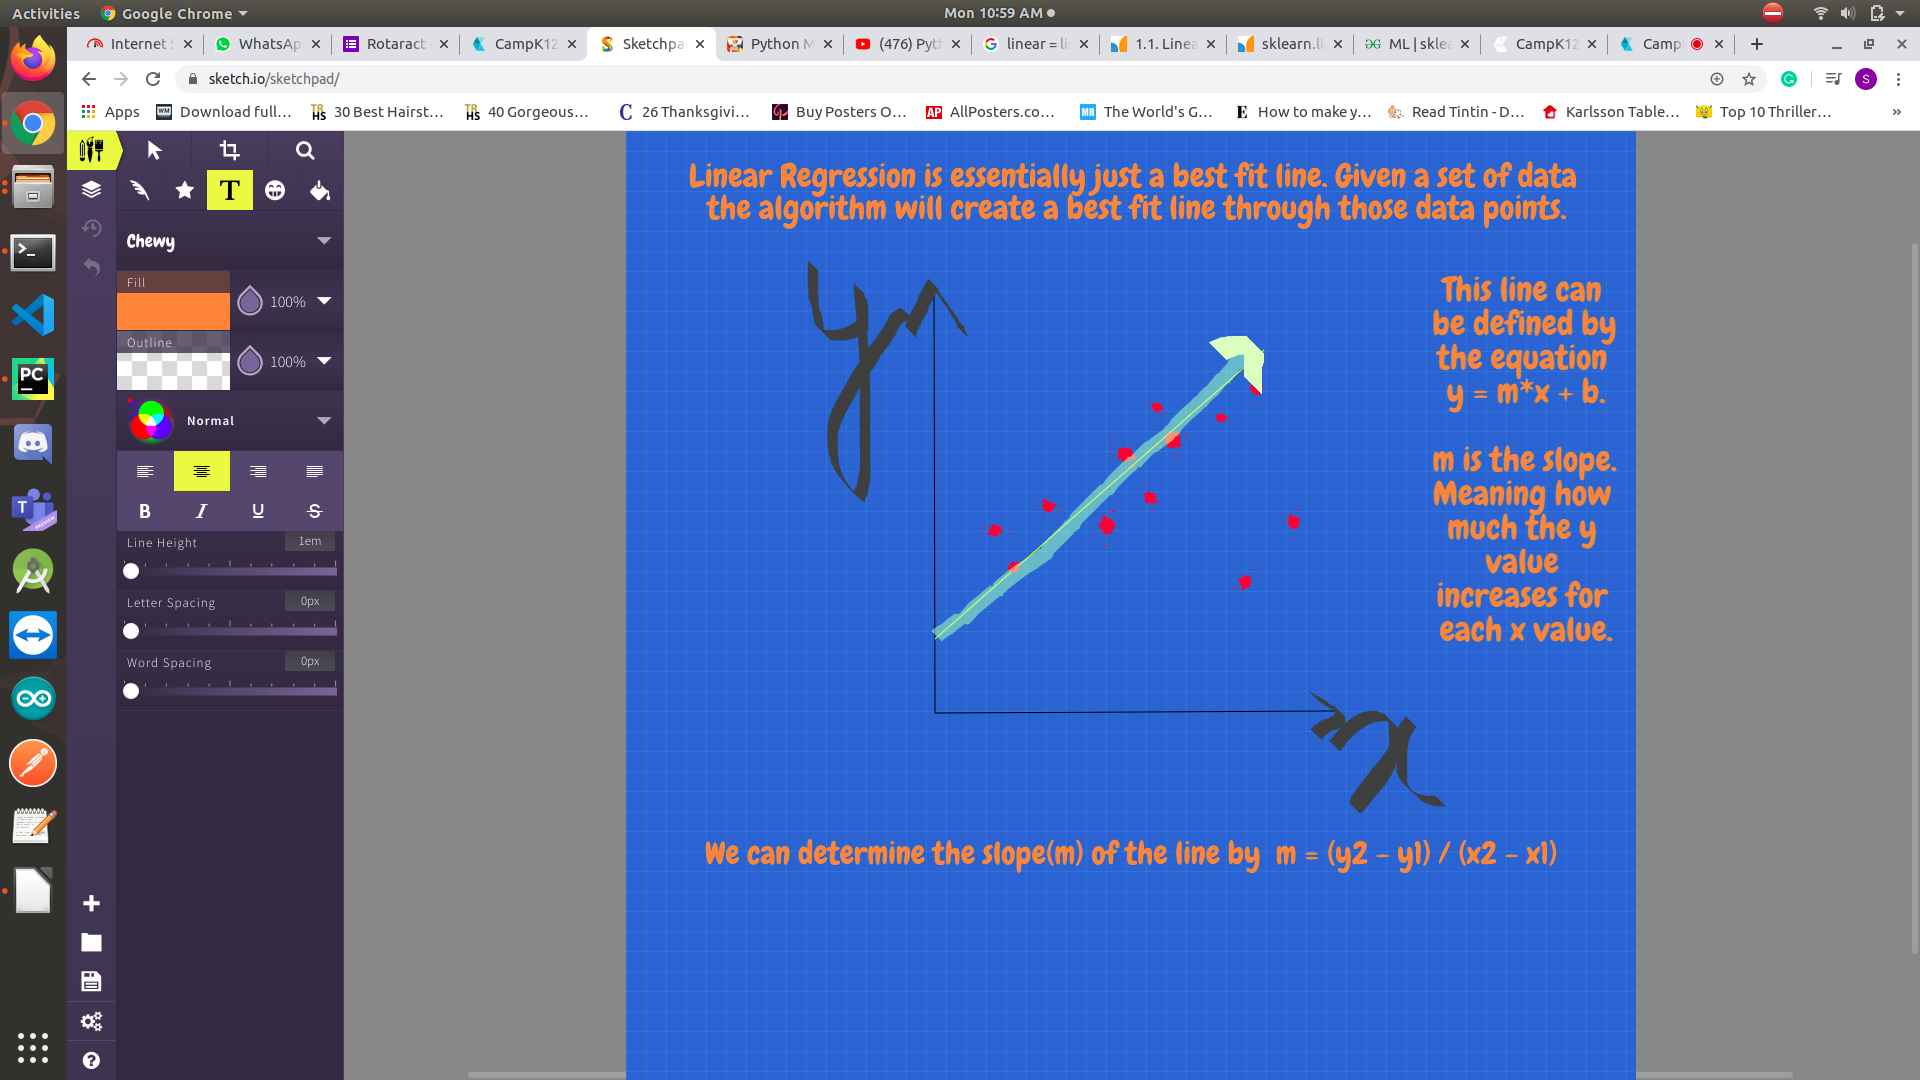 Activities
Google Chrome
Mon 10:59 AM
Internet S
WhatsAp
Rotaract
CampK12
Sketchpa
Python M
(476) Pyt
linear = li
1.1. Linea
sklearn.li
ML | skle
CampK12
Camp
sketch.io/sketchpad/
S
Apps
Download full...
30 Best Hairst...
40 Gorgeous...
26 Thanksgivi...
Buy Posters O...
AllPosters.co...
The World's G...
How to make y...
Read Tintin - D...
Karlsson Table...
Top 10 Thriller...
»
T
Chewy
Fill
100%
Outline
100%
Normal
B I U S
Line Height 1em
Letter Spacing 0px
Word Spacing 0px
Linear Regression is essentially just a best fit line. Given a set of data
the algorithm will create a best fit line through those data points.
y
This line can
be defined by
the equation
y = m*x + b.
m is the slope.
Meaning how
much the y
value
increases for
each x value.
x
We can determine the slope(m) of the line by m = (y2 - y1) / (x2 - x1)